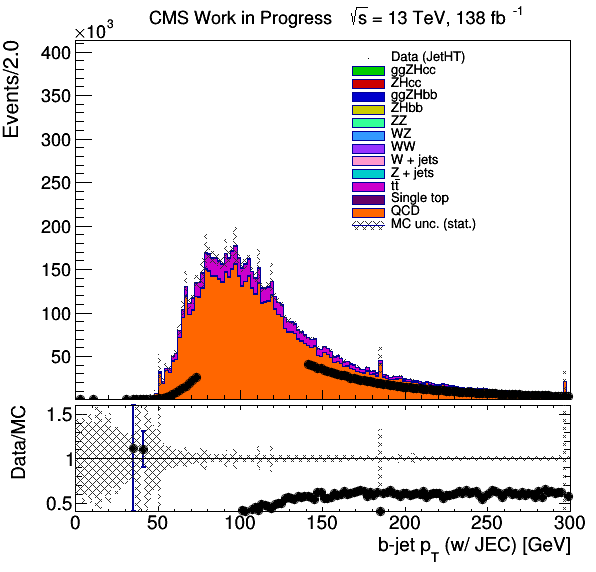 CMS Work in Progress √s = 13 TeV, 138 fb⁻¹
×10³
Events/2.0
400
350
300
250
200
150
100
50
Data (JetHT)
ggZHcc
ZHcc
ggZHbb
ZHbb
ZZ
WZ
WW
W + jets
Z + jets
tt̄
Single top
QCD
MC unc. (stat.)
Data/MC
1.5
1
0.5
0 50 100 150 200 250 300
b-jet p_T (w/ JEC) [GeV]